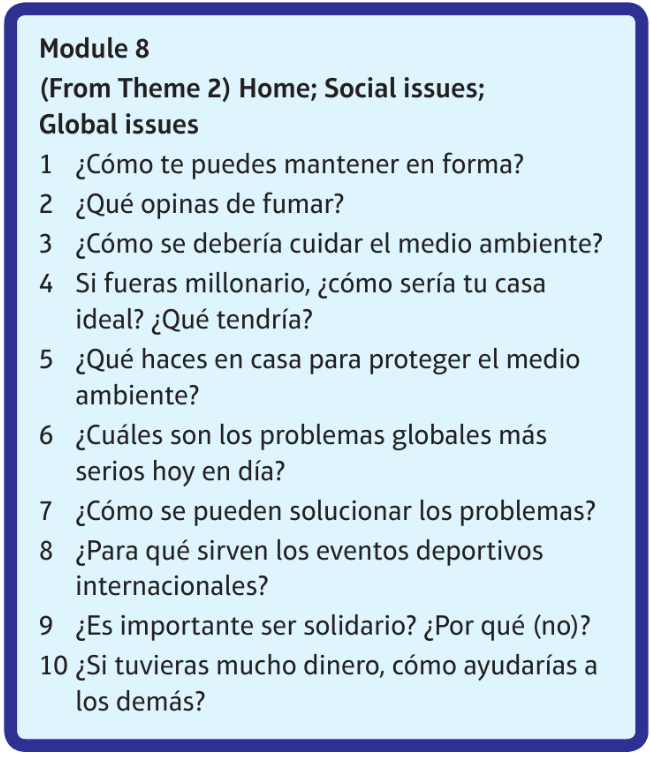 Module 8
(From Theme 2) Home; Social issues;
Global issues
1 ¿Cómo te puedes mantener en forma?
2 ¿Qué opinas de fumar?
3 ¿Cómo se debería cuidar el medio ambiente?
4 Si fueras millonario, ¿cómo sería tu casa
ideal? ¿Qué tendría?
5 ¿Qué haces en casa para proteger el medio
ambiente?
6 ¿Cuáles son los problemas globales más
serios hoy en día?
7 ¿Cómo se pueden solucionar los problemas?
8 ¿Para qué sirven los eventos deportivos
internacionales?
9 ¿Es importante ser solidario? ¿Por qué (no)?
10 ¿Si tuvieras mucho dinero, cómo ayudarías a
los demás?